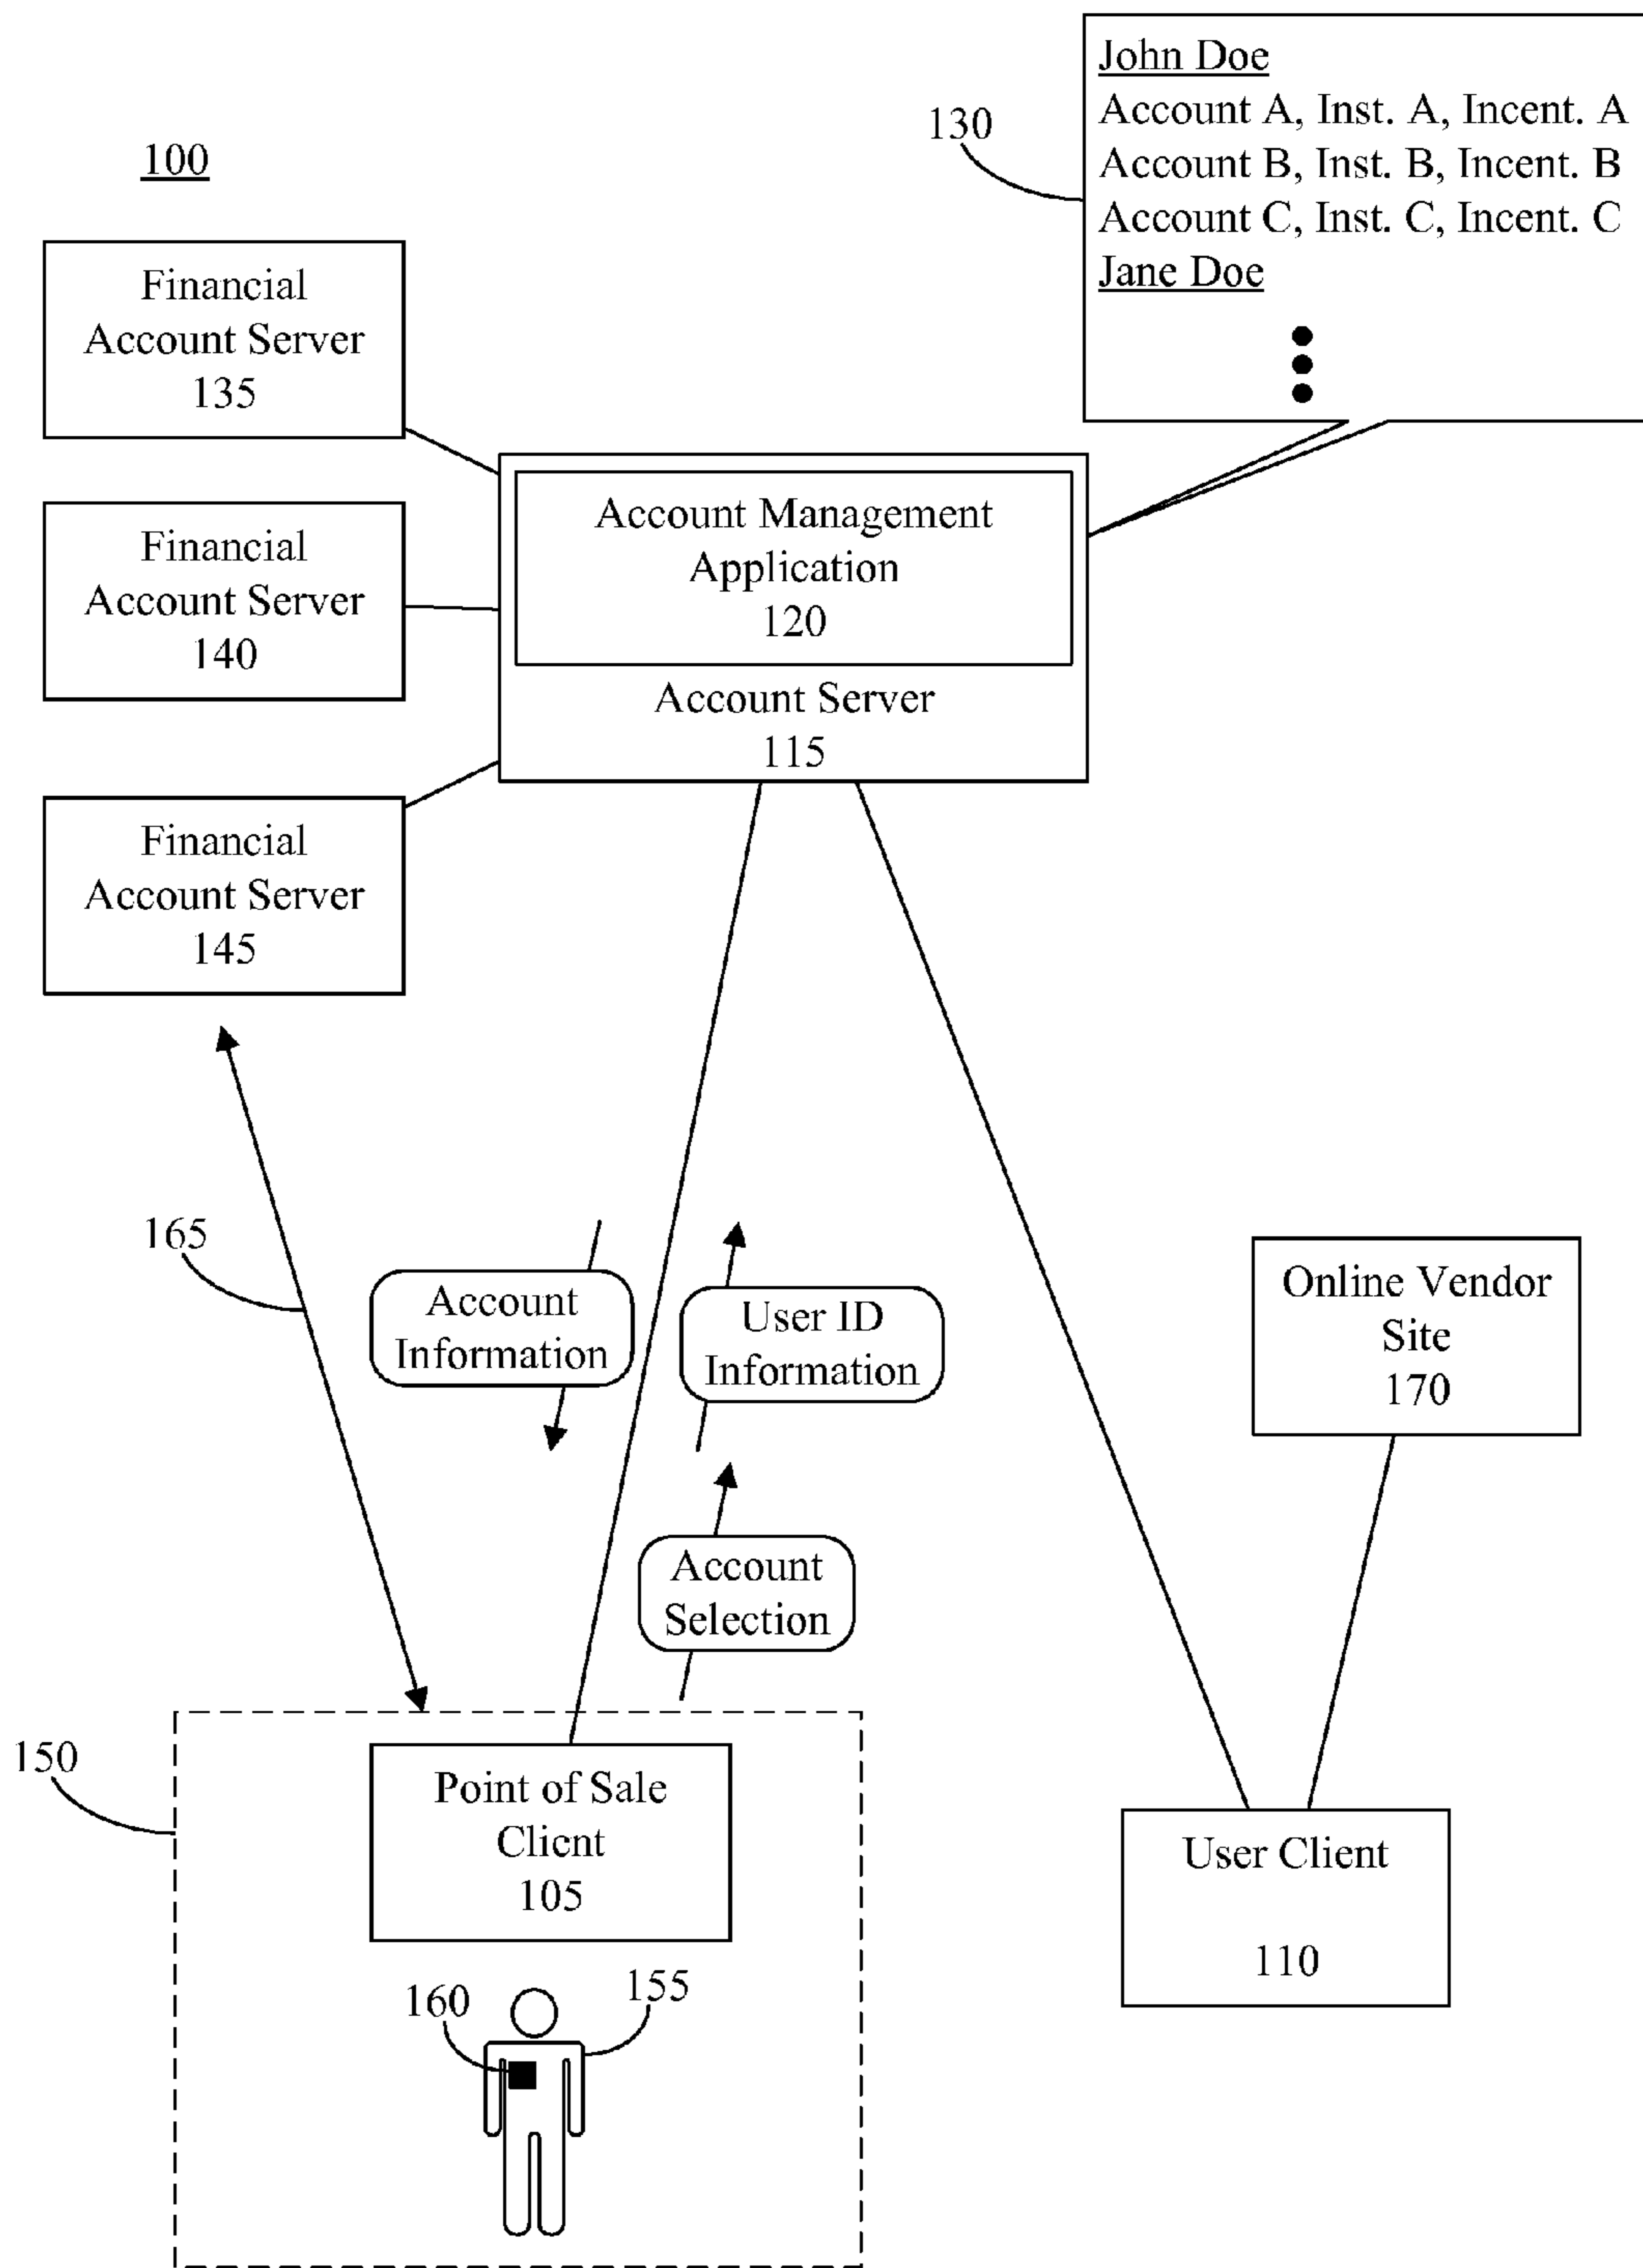 John Doe
Account A, Inst. A, Incent. A
Account B, Inst. B, Incent. B
Account C, Inst. C, Incent. C
Jane Doe
130
100
Financial
Account Server
135
Account Management
Application
120
Account Server
115
Financial
Account Server
140
Financial
Account Server
145
165
Account
Information
User ID
Information
Account
Selection
Online Vendor
Site
170
150
Point of Sale
Client
105
160
155
User Client
110